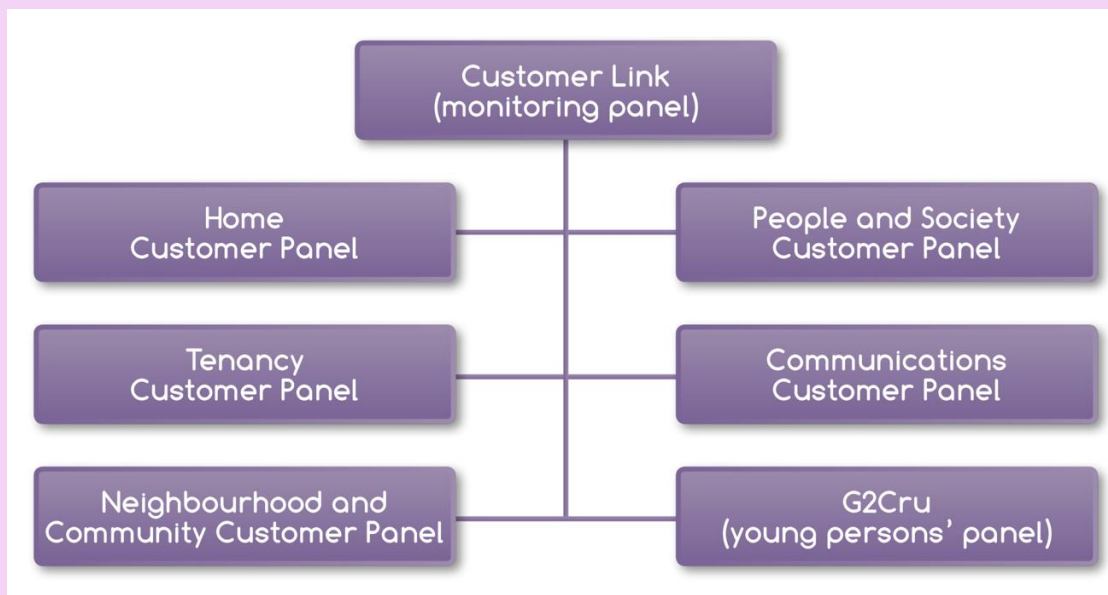 Customer Link
(monitoring panel)
Home
Customer Panel
People and Society
Customer Panel
Tenancy
Customer Panel
Communications
Customer Panel
Neighbourhood and
Community Customer Panel
G2Cru
(young persons’ panel)